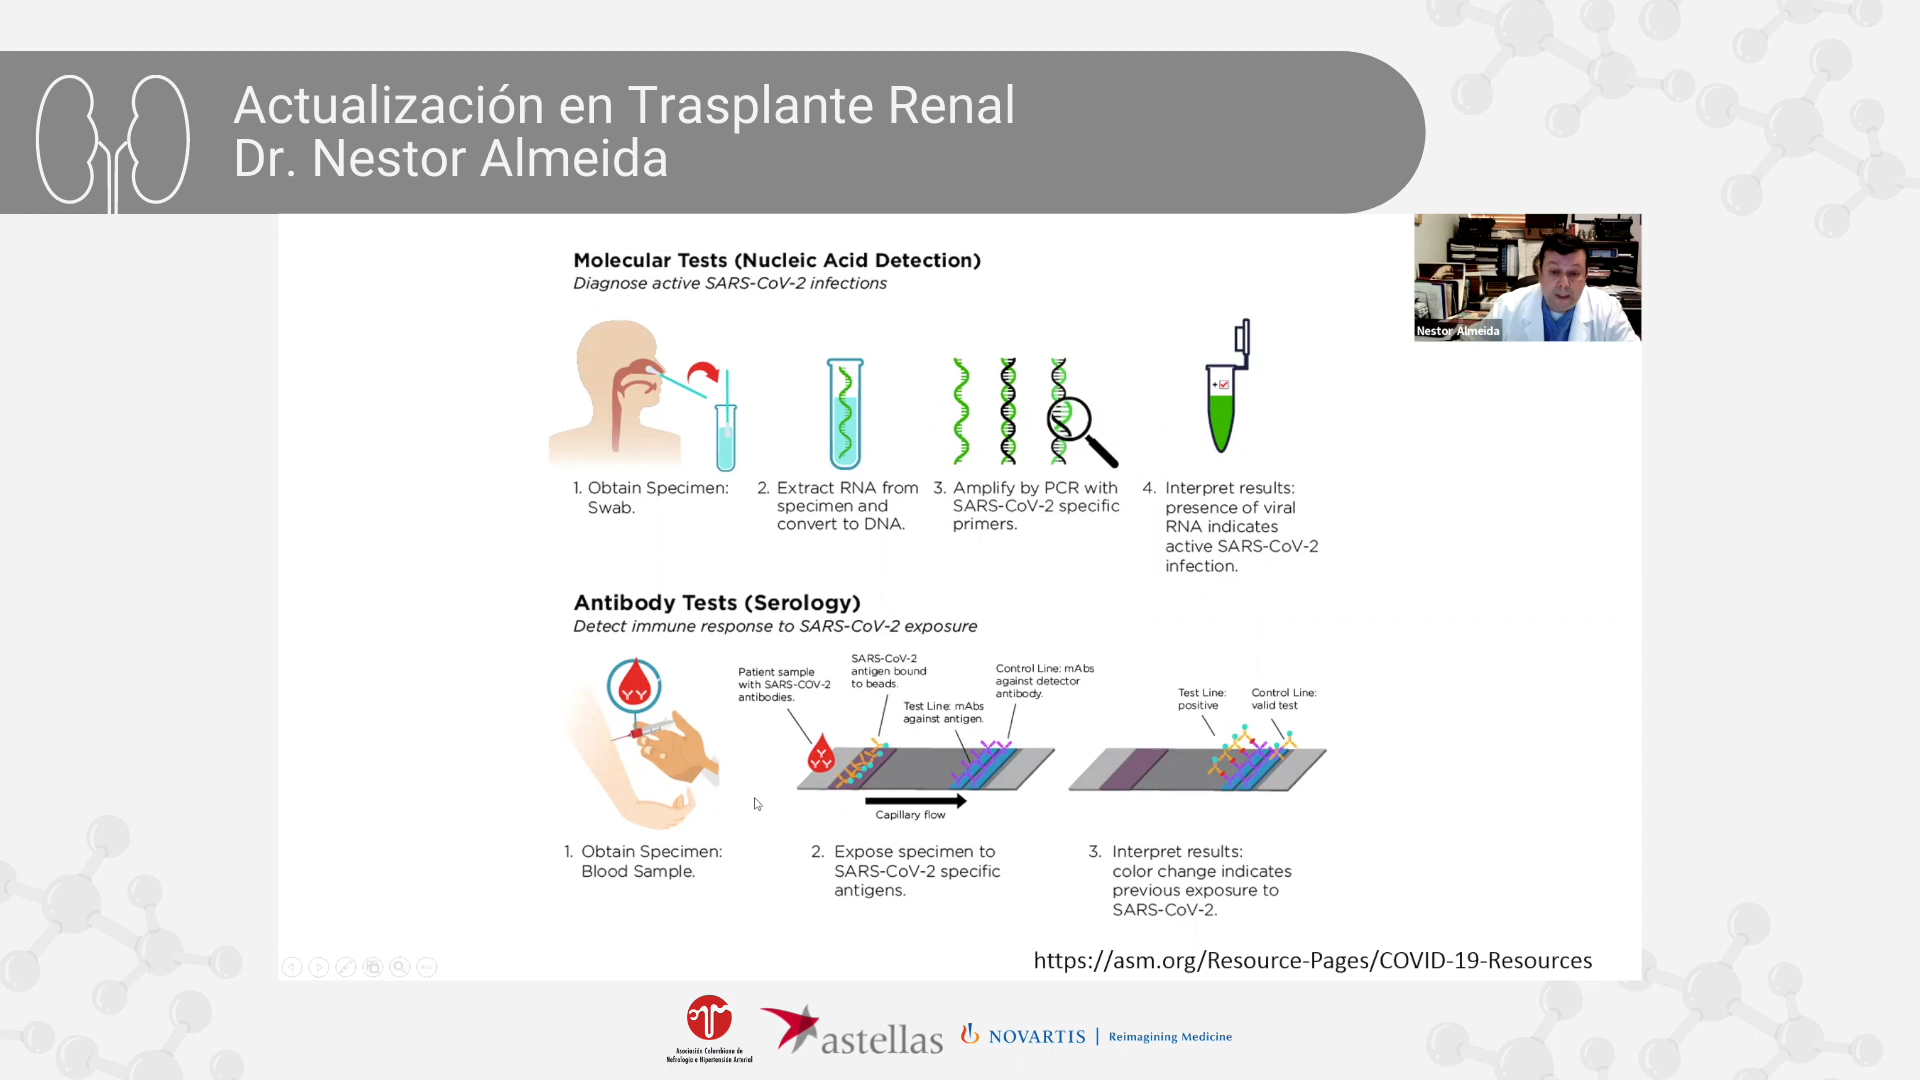 Actualización en Trasplante Renal
Dr. Nestor Almeida
Nestor Almeida
Molecular Tests (Nucleic Acid Detection)
Diagnose active SARS-CoV-2 infections
1. Obtain Specimen:
Swab.
2. Extract RNA from
specimen and
convert to DNA.
3. Amplify by PCR with
SARS-CoV-2 specific
primers.
4. Interpret results:
presence of viral
RNA indicates
active SARS-CoV-2
infection.
Antibody Tests (Serology)
Detect immune response to SARS-CoV-2 exposure
Patient sample
with SARS-COV-2
antibodies.
SARS-CoV-2
antigen bound
to beads.
Test Line: mAbs
against antigen.
Control Line: mAbs
against detector
antibody.
Capillary flow
Test Line:
positive
Control Line:
valid test
1. Obtain Specimen:
Blood Sample.
2. Expose specimen to
SARS-CoV-2 specific
antigens.
3. Interpret results:
color change indicates
previous exposure to
SARS-CoV-2.
https://asm.org/Resource-Pages/COVID-19-Resources
Asociación Colombiana de
Nefrología e Hipertensión Arterial
astellas
NOVARTIS | Reimagining Medicine